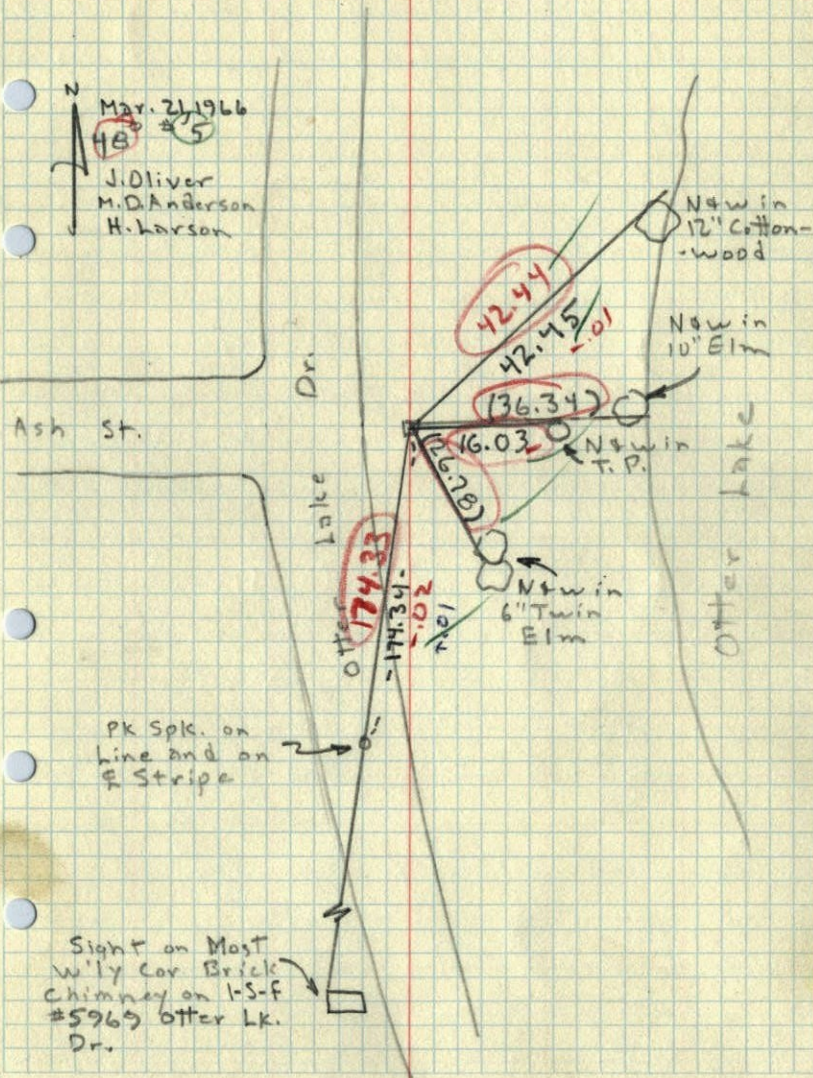 N
Mar. 21, 1966
48° #5
J. Oliver
M.D. Anderson
H. Larson
N & W in
12" Cotton-
-wood
42.44
42.45
-.01
N & W in
10" Elm
(36.34)
16.03
N & W in
T.P.
(26.78)
Ash St.
Otter Lake Dr.
Otter Lake
174.33
-174.34-
-.02
+.01
N & W in
6" Twin
Elm
PK Spk. on
Line and on
℄ Stripe
Sight on Most
W'ly Cor Brick
Chimney on 1-S-F
#5969 Otter Lk.
Dr.